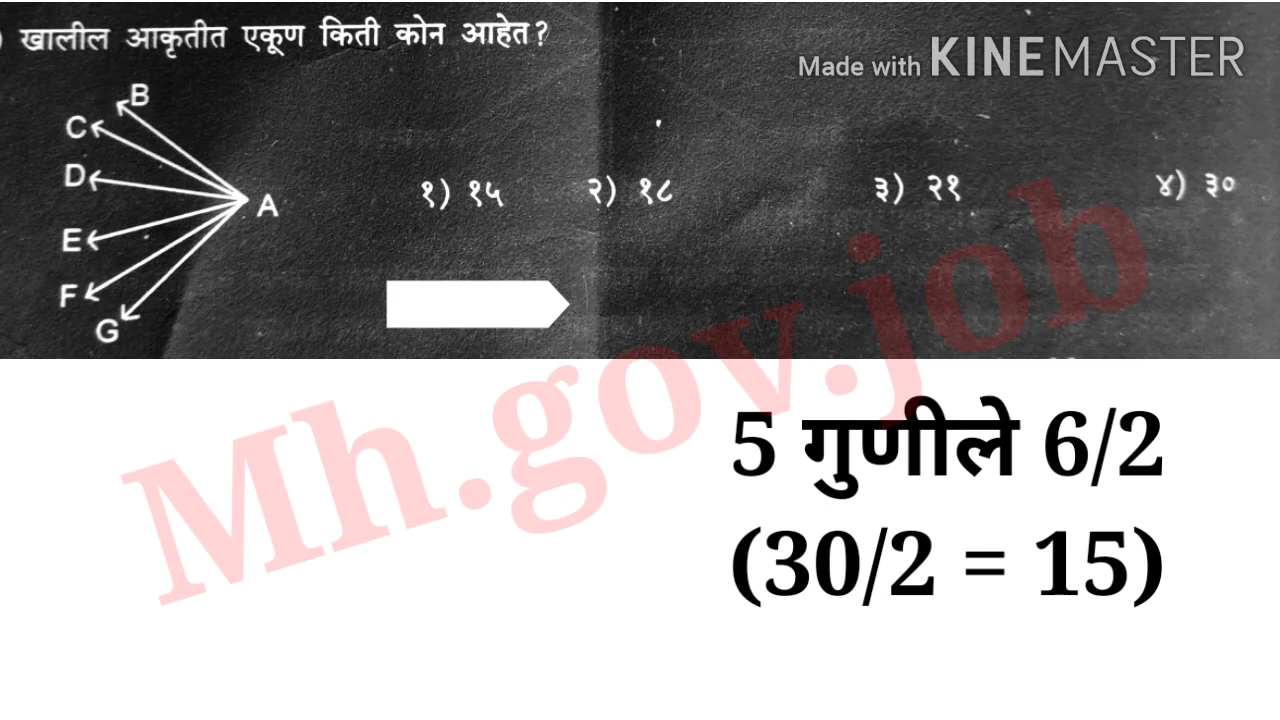 ) खालील आकृतीत एकूण किती कोन आहेत?
Made with KINEMASTER
B
C
D
A
E
F
G
१) १५ २) १८ ३) २१ ४) ३०
Mh.gov.job
5 गुणीले 6/2
(30/2 = 15)